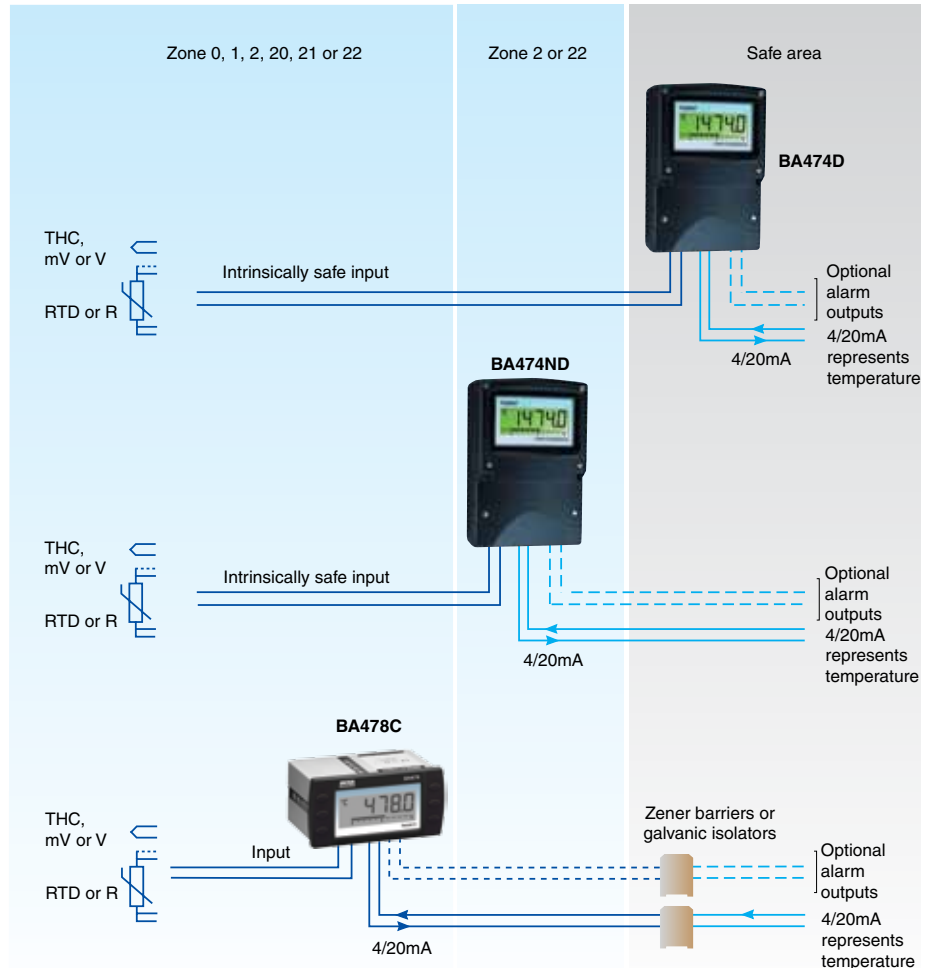 Zone 0, 1, 2, 20, 21 or 22
Zone 2 or 22
Safe area
1474.0
BA474D
THC,
mV or V
RTD or R
Intrinsically safe input
Optional
alarm
outputs
4/20mA
4/20mA
represents
temperature
BA474ND
1474.0
THC,
mV or V
RTD or R
Intrinsically safe input
Optional
alarm
outputs
4/20mA
4/20mA
represents
temperature
BA478C
°C
478.0
THC,
mV or V
RTD or R
Input
Zener barriers or
galvanic isolators
Optional
alarm
outputs
4/20mA
4/20mA
represents
temperature